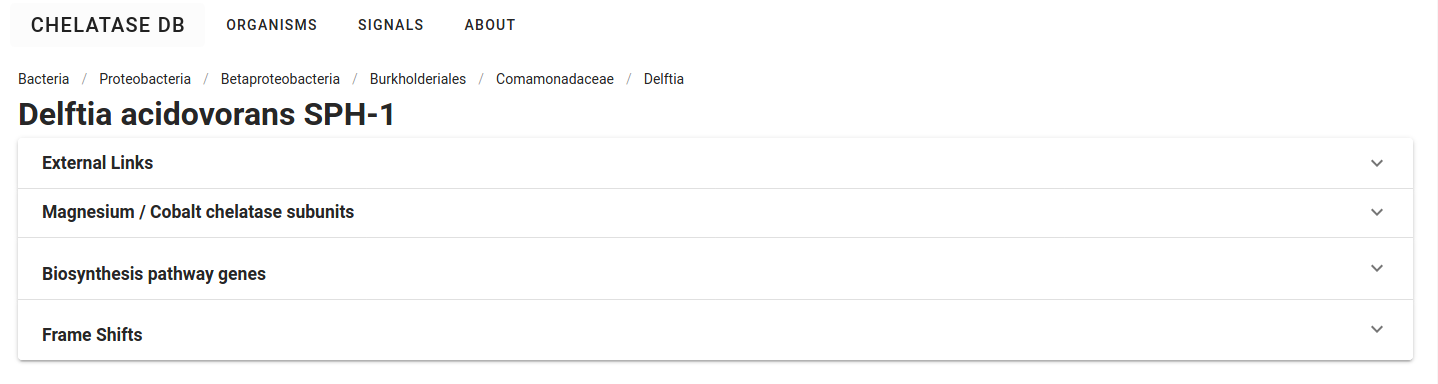 CHELATASE DB ORGANISMS SIGNALS ABOUT
Bacteria / Proteobacteria / Betaproteobacteria / Burkholderiales / Comamonadaceae / Delftia
Delftia acidovorans SPH-1
External Links
Magnesium / Cobalt chelatase subunits
Biosynthesis pathway genes
Frame Shifts